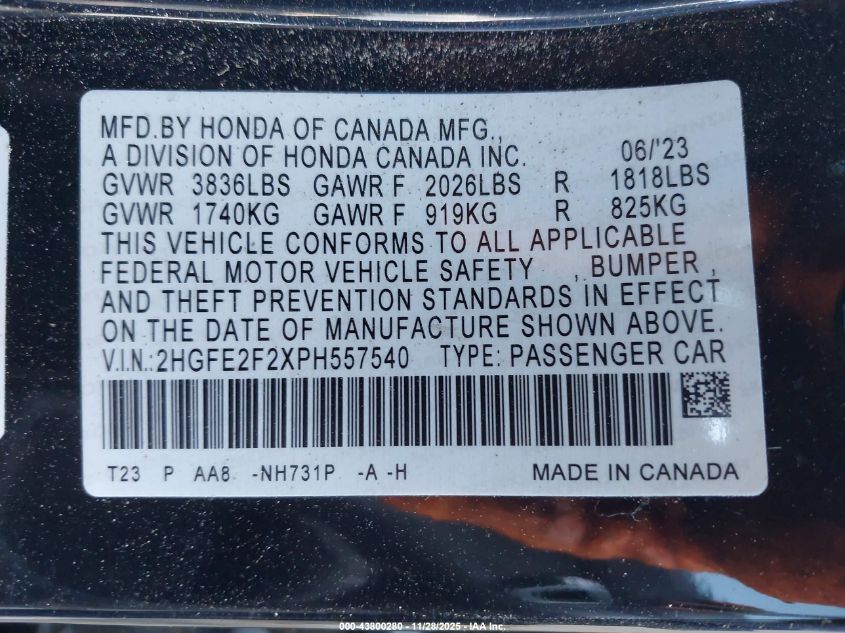 MFD.BY HONDA OF CANADA MFG.,
A DIVISION OF HONDA CANADA INC. 06/'23
GVWR 3836LBS GAWR F 2026LBS R 1818LBS
GVWR 1740KG GAWR F 919KG R 825KG
THIS VEHICLE CONFORMS TO ALL APPLICABLE
FEDERAL MOTOR VEHICLE SAFETY , BUMPER ,
AND THEFT PREVENTION STANDARDS IN EFFECT
ON THE DATE OF MANUFACTURE SHOWN ABOVE.
V.I.N.:2HGFE2F2XPH557540 TYPE: PASSENGER CAR
T23 P AA8 -NH731P -A -H MADE IN CANADA
000-43800280 - 11/28/2025 - IAA Inc.